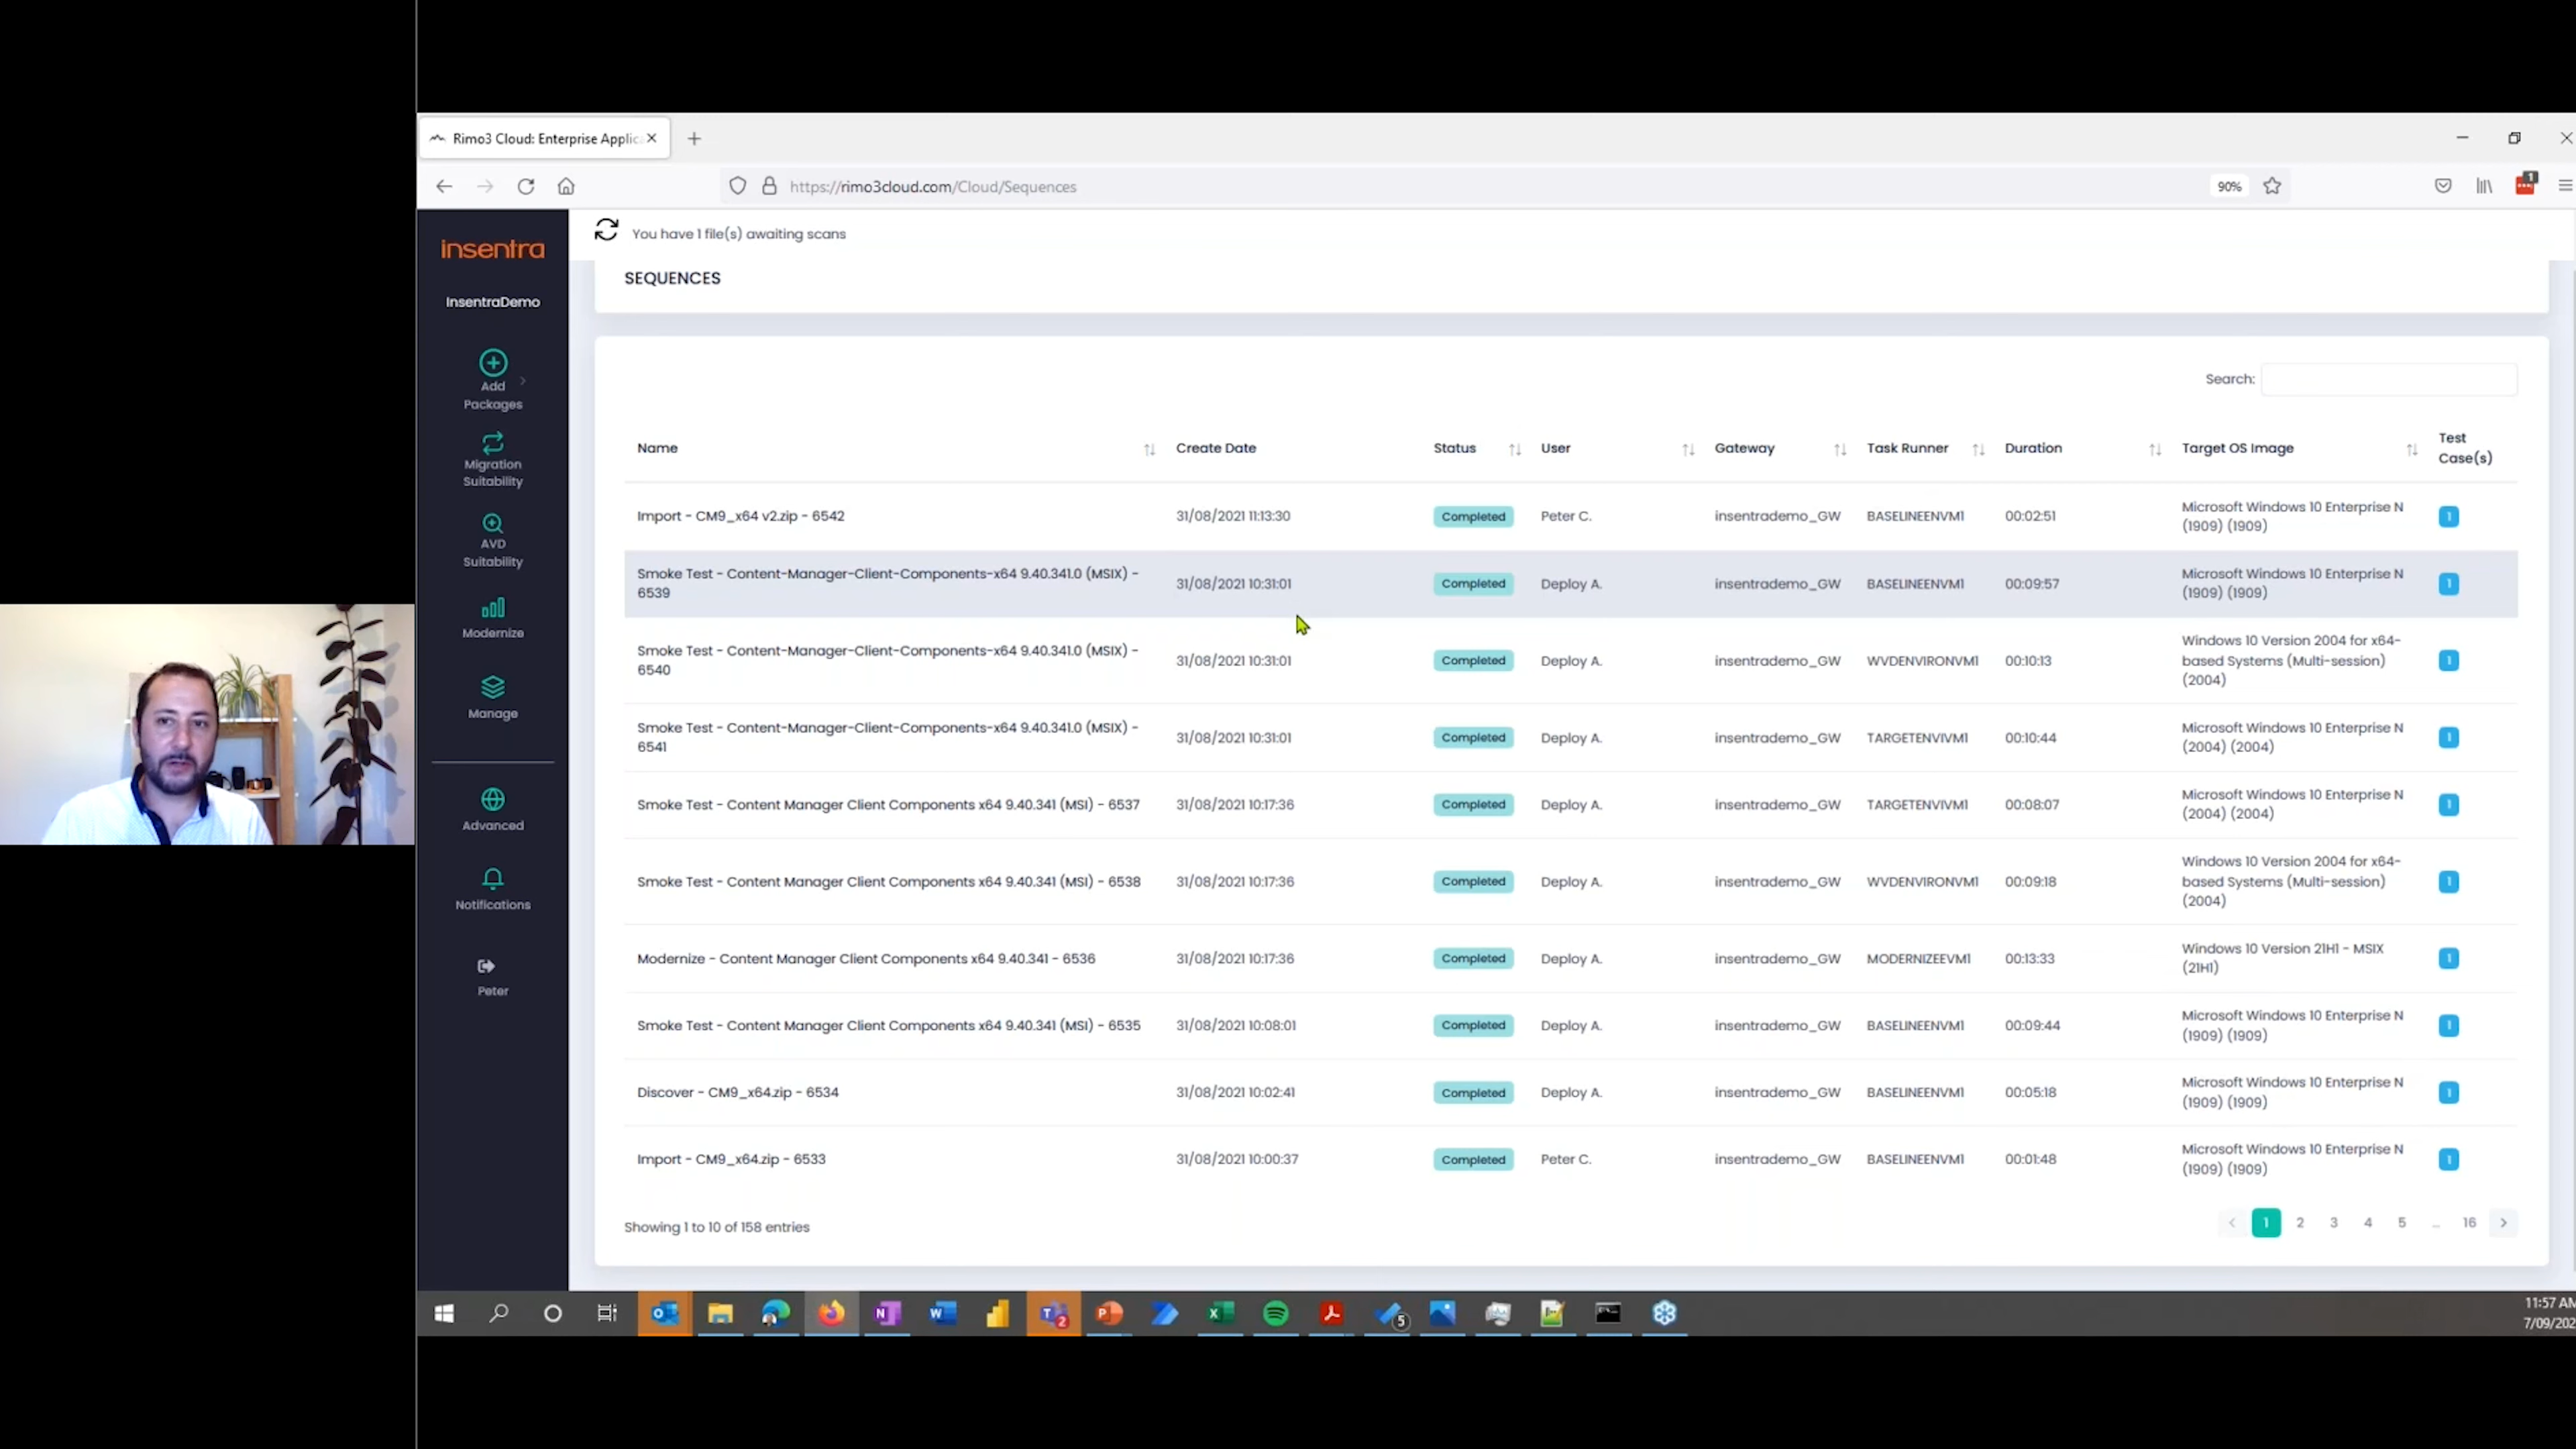 Rimo3 Cloud: Enterprise Applic
https://rimo3cloud.com/Cloud/Sequences
90%
1
insentra
InsentraDemo
Add
Packages
Migration
Suitability
AVD
Suitability
Modernize
Manage
Advanced
Notifications
Peter
You have 1 file(s) awaiting scans
SEQUENCES
Search:
Name Create Date Status User Gateway Task Runner Duration Target OS Image Test
Case(s)
Import - CM9_x64 v2.zip - 6542 31/08/2021 11:13:30 Completed Peter C. insentrademo_GW BASELINEENVM1 00:02:51 Microsoft Windows 10 Enterprise N 1
(1909) (1909)
Smoke Test - Content-Manager-Client-Components-x64 9.40.341.0 (MSIX) - 31/08/2021 10:31:01 Completed Deploy A. insentrademo_GW BASELINEENVM1 00:09:57 Microsoft Windows 10 Enterprise N 1
6539 (1909) (1909)
Smoke Test - Content-Manager-Client-Components-x64 9.40.341.0 (MSIX) - 31/08/2021 10:31:01 Completed Deploy A. insentrademo_GW WVDENVIRONVM1 00:10:13 Windows 10 Version 2004 for x64- 1
6540 based Systems (Multi-session)
(2004)
Smoke Test - Content-Manager-Client-Components-x64 9.40.341.0 (MSIX) - 31/08/2021 10:31:01 Completed Deploy A. insentrademo_GW TARGETENVIVM1 00:10:44 Microsoft Windows 10 Enterprise N 1
6541 (2004) (2004)
Smoke Test - Content Manager Client Components x64 9.40.341 (MSI) - 6537 31/08/2021 10:17:36 Completed Deploy A. insentrademo_GW TARGETENVIVM1 00:08:07 Microsoft Windows 10 Enterprise N 1
(2004) (2004)
Smoke Test - Content Manager Client Components x64 9.40.341 (MSI) - 6538 31/08/2021 10:17:36 Completed Deploy A. insentrademo_GW WVDENVIRONVM1 00:09:18 Windows 10 Version 2004 for x64- 1
based Systems (Multi-session)
(2004)
Modernize - Content Manager Client Components x64 9.40.341 - 6536 31/08/2021 10:17:36 Completed Deploy A. insentrademo_GW MODERNIZEEVM1 00:13:33 Windows 10 Version 21H1 - MSIX 1
(21H1)
Smoke Test - Content Manager Client Components x64 9.40.341 (MSI) - 6535 31/08/2021 10:08:01 Completed Deploy A. insentrademo_GW BASELINEENVM1 00:09:44 Microsoft Windows 10 Enterprise N 1
(1909) (1909)
Discover - CM9_x64.zip - 6534 31/08/2021 10:02:41 Completed Deploy A. insentrademo_GW BASELINEENVM1 00:05:18 Microsoft Windows 10 Enterprise N 1
(1909) (1909)
Import - CM9_x64.zip - 6533 31/08/2021 10:00:37 Completed Peter C. insentrademo_GW BASELINEENVM1 00:01:48 Microsoft Windows 10 Enterprise N 1
(1909) (1909)
Showing 1 to 10 of 158 entries
1 2 3 4 5 … 16
2
5
11:57 AM
7/09/202